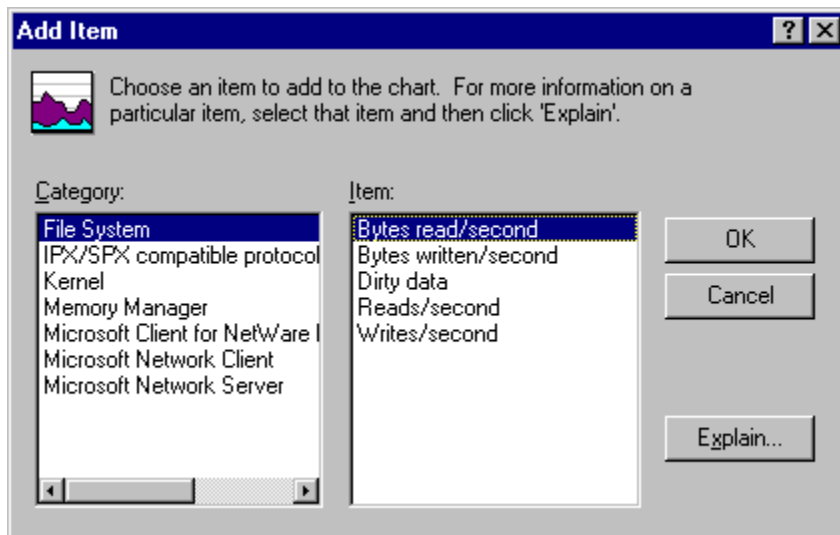 Add Item
Choose an item to add to the chart. For more information on a
particular item, select that item and then click 'Explain'.
Category:
File System
IPX/SPX compatible protocol
Kernel
Memory Manager
Microsoft Client for NetWare
Microsoft Network Client
Microsoft Network Server
Item:
Bytes read/second
Bytes written/second
Dirty data
Reads/second
Writes/second
OK
Cancel
Explain...